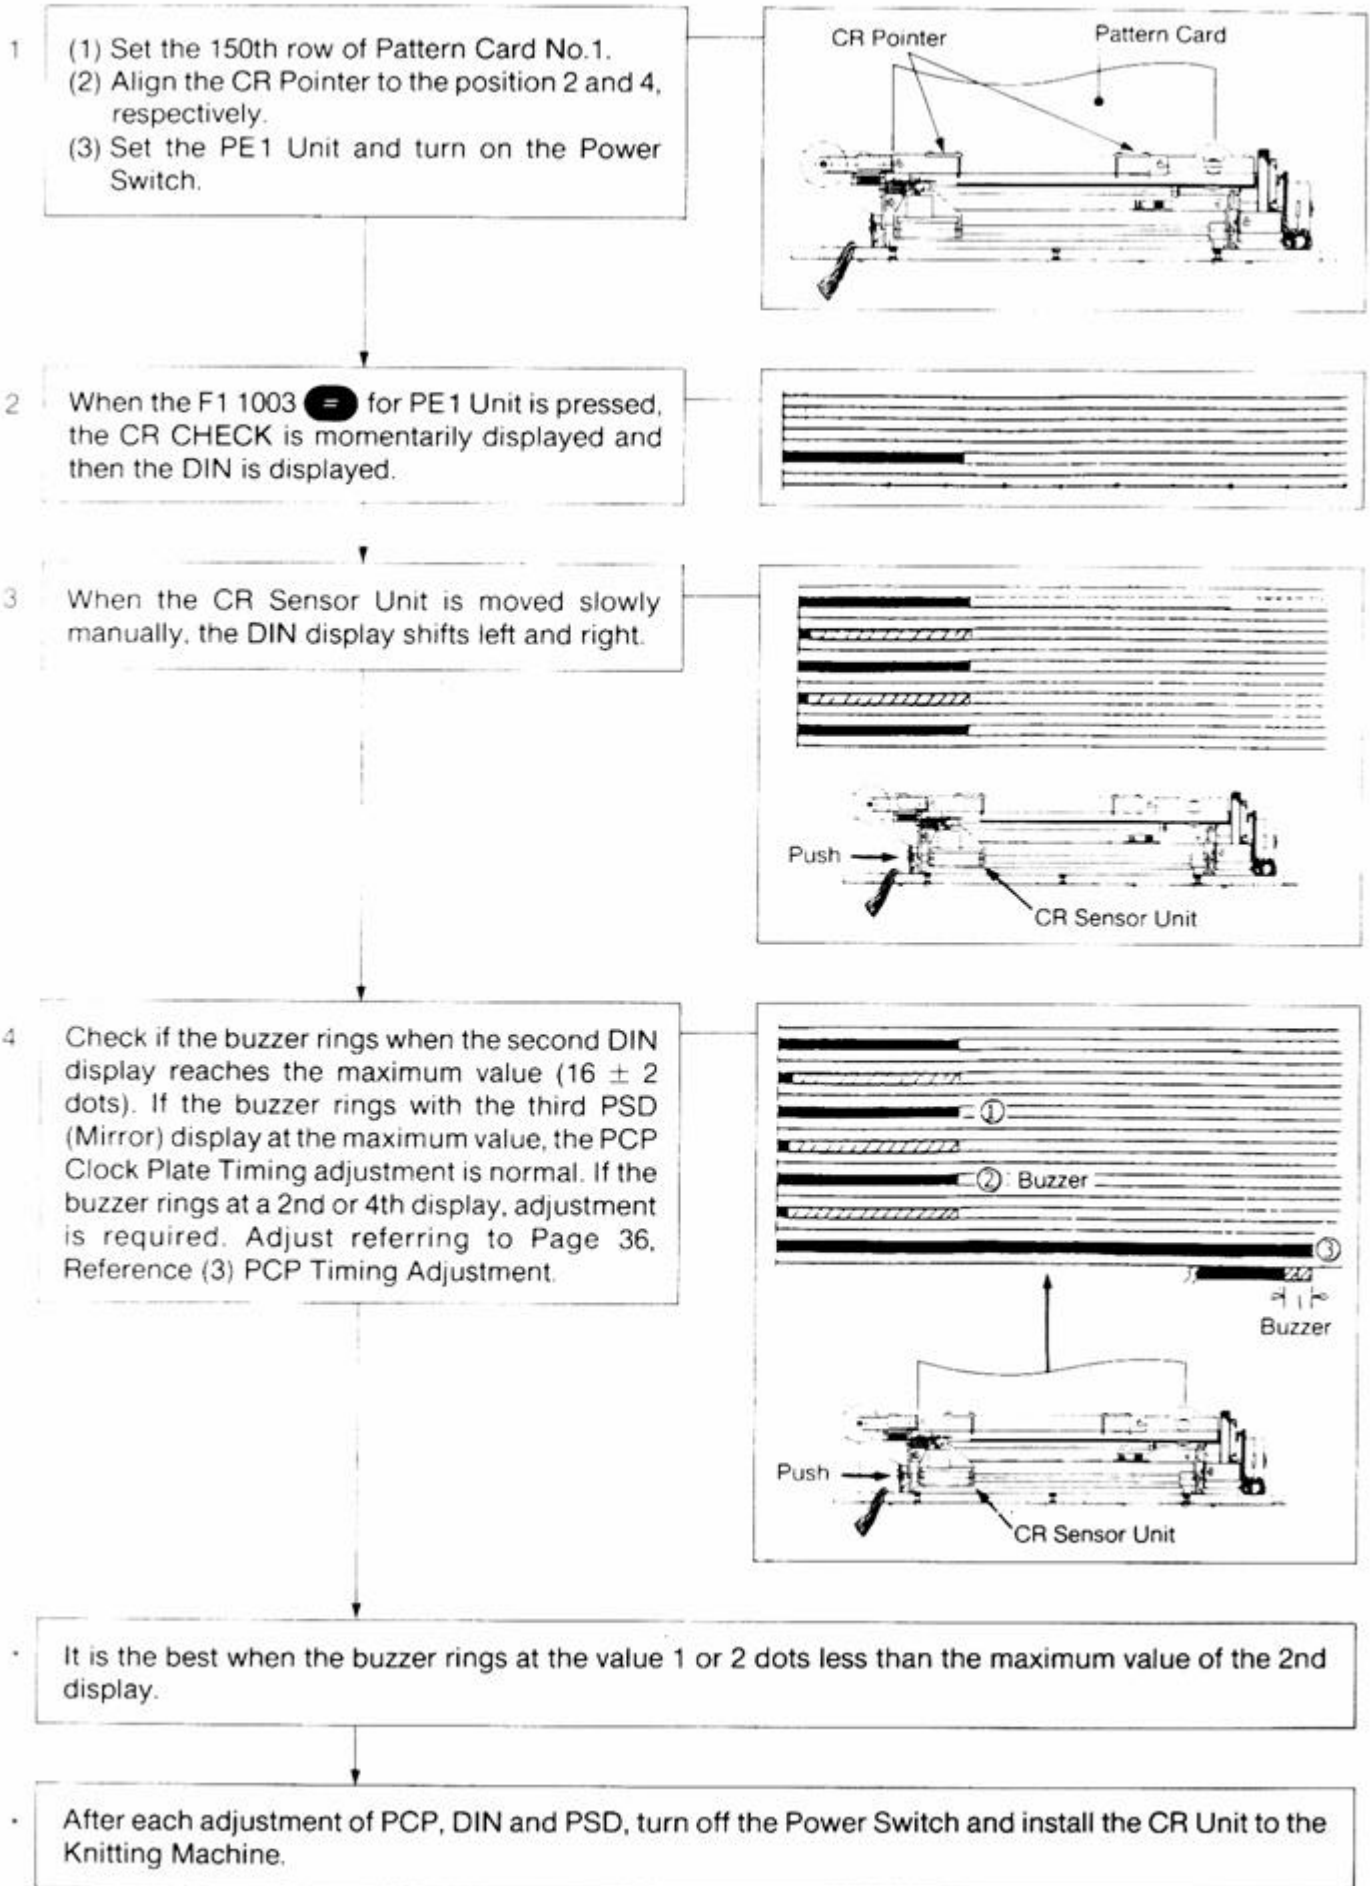 1
(1) Set the 150th row of Pattern Card No.1.
(2) Align the CR Pointer to the position 2 and 4,
respectively.
(3) Set the PE1 Unit and turn on the Power
Switch.
CR Pointer
Pattern Card
2
When the F1 1003 = for PE1 Unit is pressed,
the CR CHECK is momentarily displayed and
then the DIN is displayed.
3
When the CR Sensor Unit is moved slowly
manually, the DIN display shifts left and right.
Push
CR Sensor Unit
4
Check if the buzzer rings when the second DIN
display reaches the maximum value (16 ± 2
dots). If the buzzer rings with the third PSD
(Mirror) display at the maximum value, the PCP
Clock Plate Timing adjustment is normal. If the
buzzer rings at a 2nd or 4th display, adjustment
is required. Adjust referring to Page 36,
Reference (3) PCP Timing Adjustment.
①
② : Buzzer
③
Buzzer
Push
CR Sensor Unit
It is the best when the buzzer rings at the value 1 or 2 dots less than the maximum value of the 2nd
display.
After each adjustment of PCP, DIN and PSD, turn off the Power Switch and install the CR Unit to the
Knitting Machine.